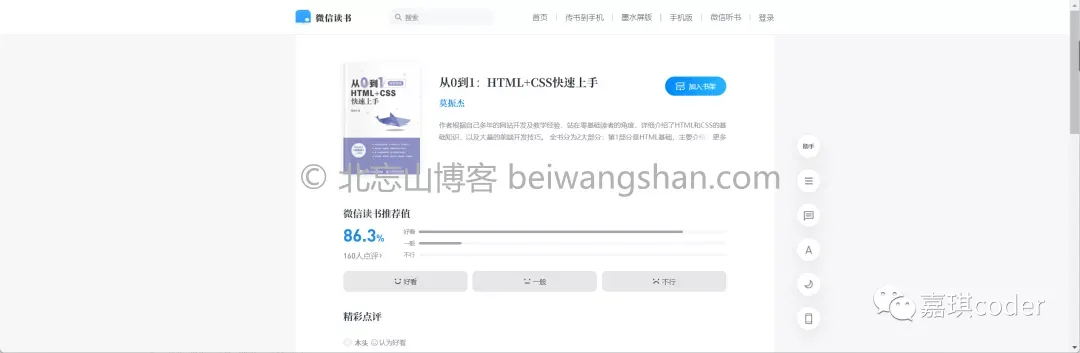 微信读书
搜索
首页 | 传书到手机 | 墨水屏版 | 手机版 | 微信听书 | 登录
从0到1
HTML+CSS
快速上手
从0到1：HTML+CSS快速上手
加入书架
莫振杰
作者根据自己多年的网站开发及教学经验，站在零基础读者的角度，详细介绍了HTML和CSS的基
础知识，以及大量的前端开发技巧。 全书分为2大部分：第1部分是HTML基础，主要介 更多
© 北忘山博客 beiwangshan.com
微信读书推荐值
86.3%
160人点评
好看
一般
不行
好看
一般
不行
精彩点评
木头 认为好看
助手
A
嘉琪coder